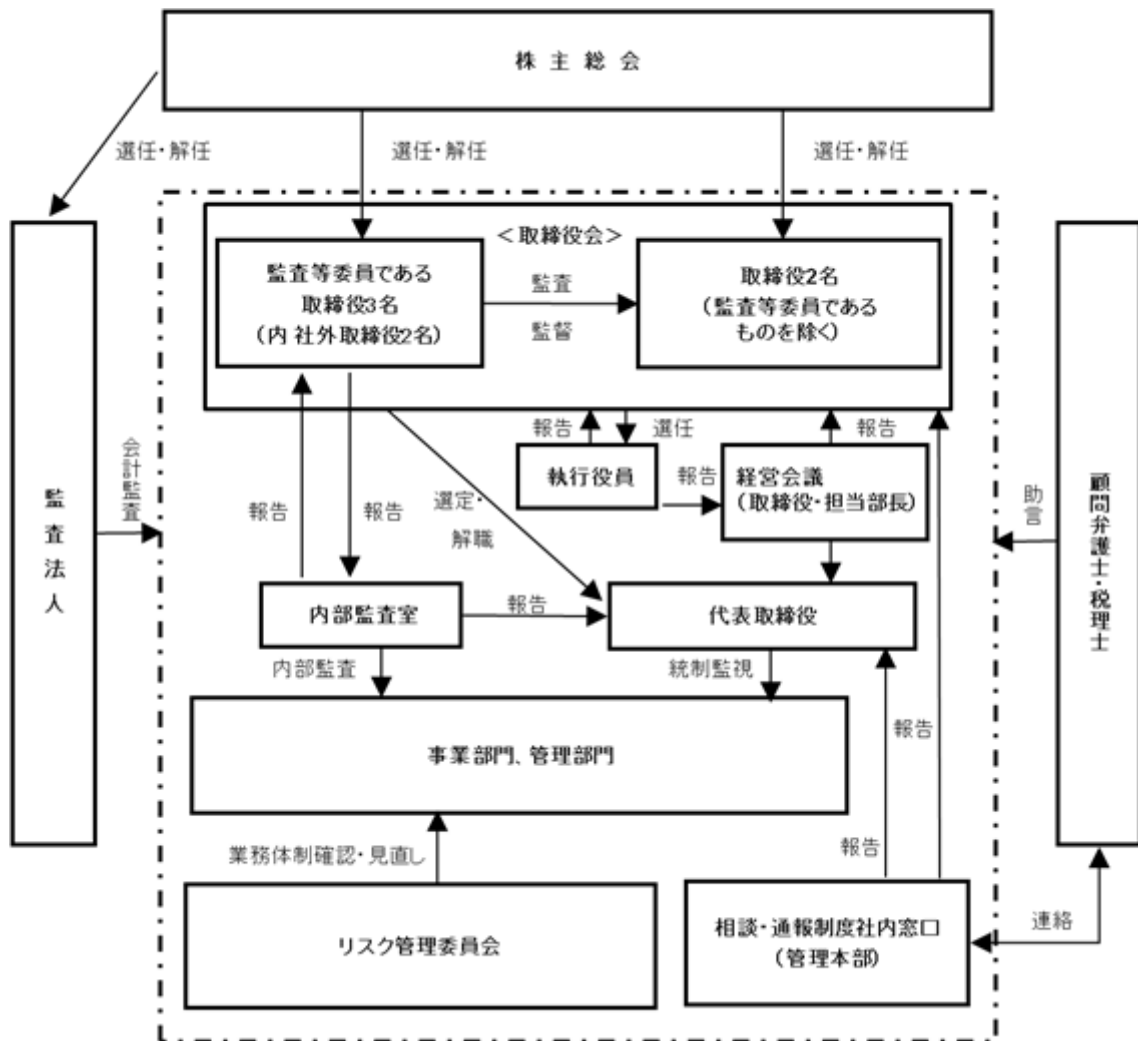 株 主 総 会
選任・解任
選任・解任
選任・解任
＜取締役会＞
監査等委員である
取締役3名
（内 社外取締役2名）
監査
監督
取締役2名
（監査等委員である
ものを除く）
報告
選任
報告
執行役員
報告
経営会議
（取締役・担当部長）
会計監査
監査法人
助言
顧問弁護士・税理士
報告
報告
選定・
解職
内部監査室
報告
代表取締役
内部監査
統制監視
報告
事業部門、管理部門
業務体制確認・見直し
報告
リスク管理委員会
相談・通報制度社内窓口
（管理本部）
連絡